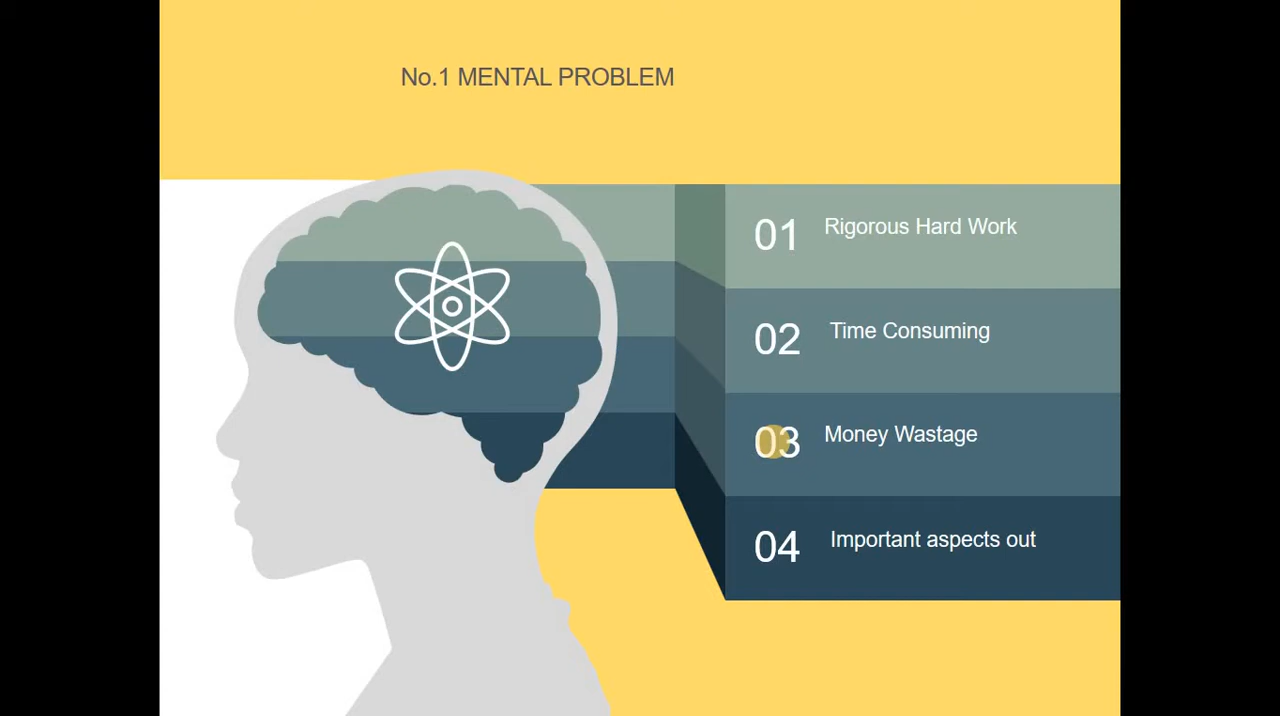 No.1 MENTAL PROBLEM
01 Rigorous Hard Work
02 Time Consuming
03 Money Wastage
04 Important aspects out